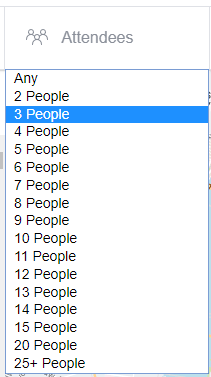 Attendees
Any
2 People
3 People
4 People
5 People
6 People
7 People
8 People
9 People
10 People
11 People
12 People
13 People
14 People
15 People
20 People
25+ People